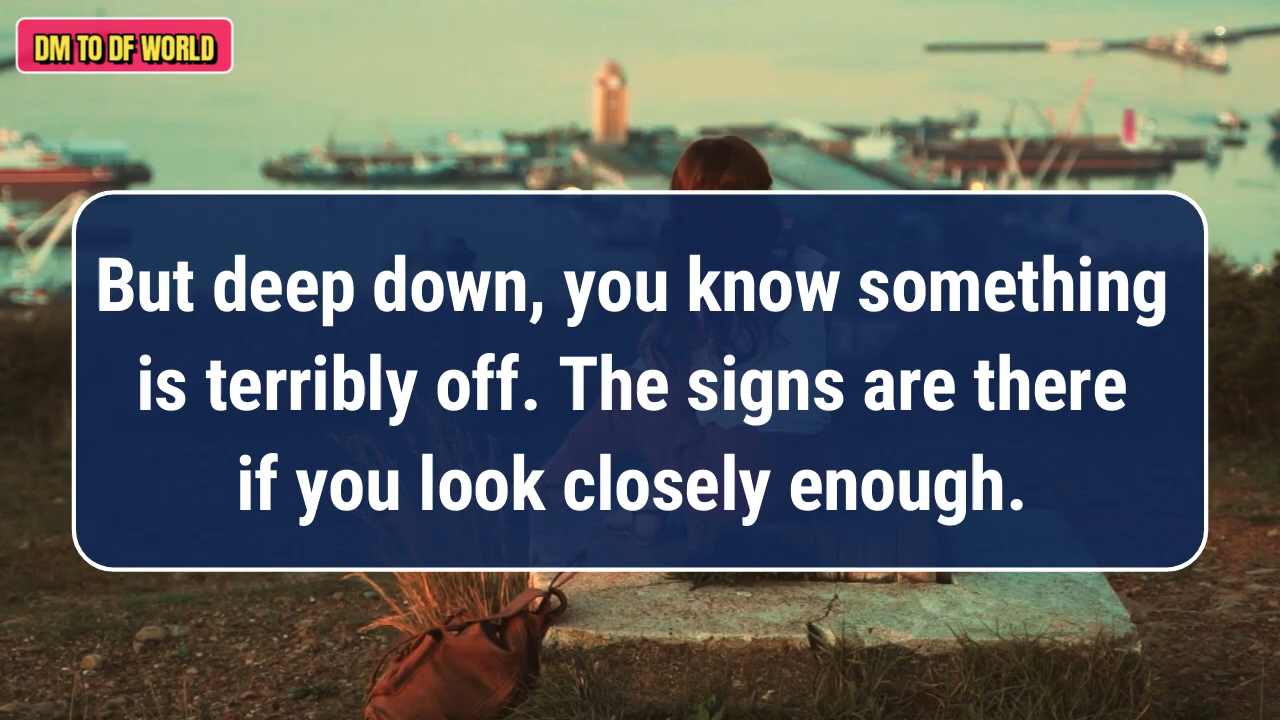 DM TO DF WORLD
But deep down, you know something
is terribly off. The signs are there
if you look closely enough.